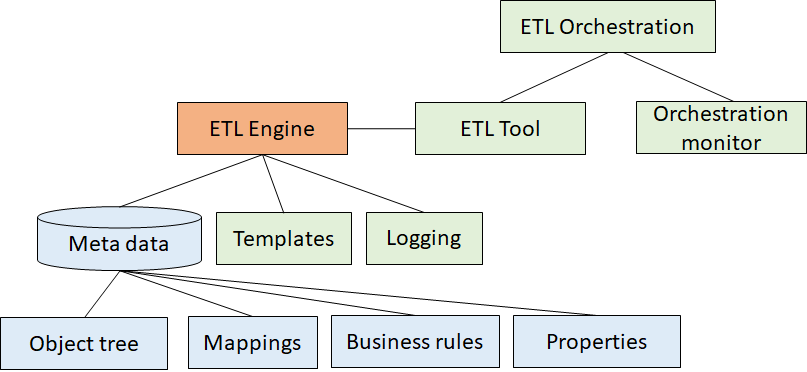 ETL Orchestration
ETL Engine
ETL Tool
Orchestration
monitor
Meta data
Templates
Logging
Object tree
Mappings
Business rules
Properties